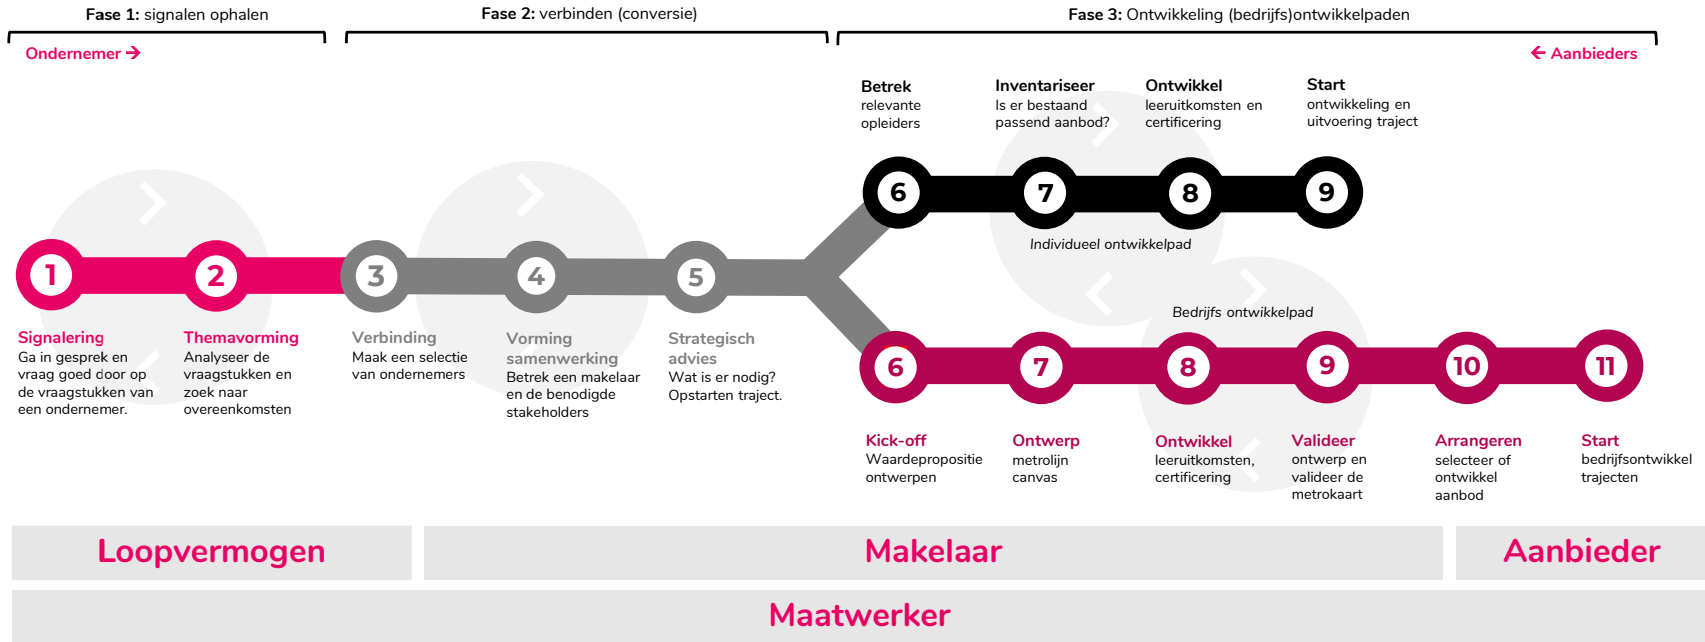 Fase 1: signalen ophalen
Fase 2: verbinden (conversie)
Fase 3: Ontwikkeling (bedrijfs)ontwikkelpaden
Ondernemer →
← Aanbieders
Betrek
relevante
opleiders
Inventariseer
Is er bestaand
passend aanbod?
Ontwikkel
leeruitkomsten en
certificering
Start
ontwikkeling en
uitvoering traject
6
7
8
9
Individueel ontwikkelpad
1
2
3
4
5
Signalering
Ga in gesprek en
vraag goed door op
de vraagstukken van
een ondernemer.
Themavorming
Analyseer de
vraagstukken en
zoek naar
overeenkomsten
Verbinding
Maak een selectie
van ondernemers
Vorming
samenwerking
Betrek een makelaar
en de benodigde
stakeholders
Strategisch
advies
Wat is er nodig?
Opstarten traject.
Bedrijfs ontwikkelpad
6
7
8
9
10
11
Kick-off
Waardepropositie
ontwerpen
Ontwerp
metrolijn
canvas
Ontwikkel
leeruitkomsten,
certificering
Valideer
ontwerp en
valideer de
metrokaart
Arrangeren
selecteer of
ontwikkel
aanbod
Start
bedrijfsontwikkel
trajecten
Loopvermogen
Makelaar
Aanbieder
Maatwerker